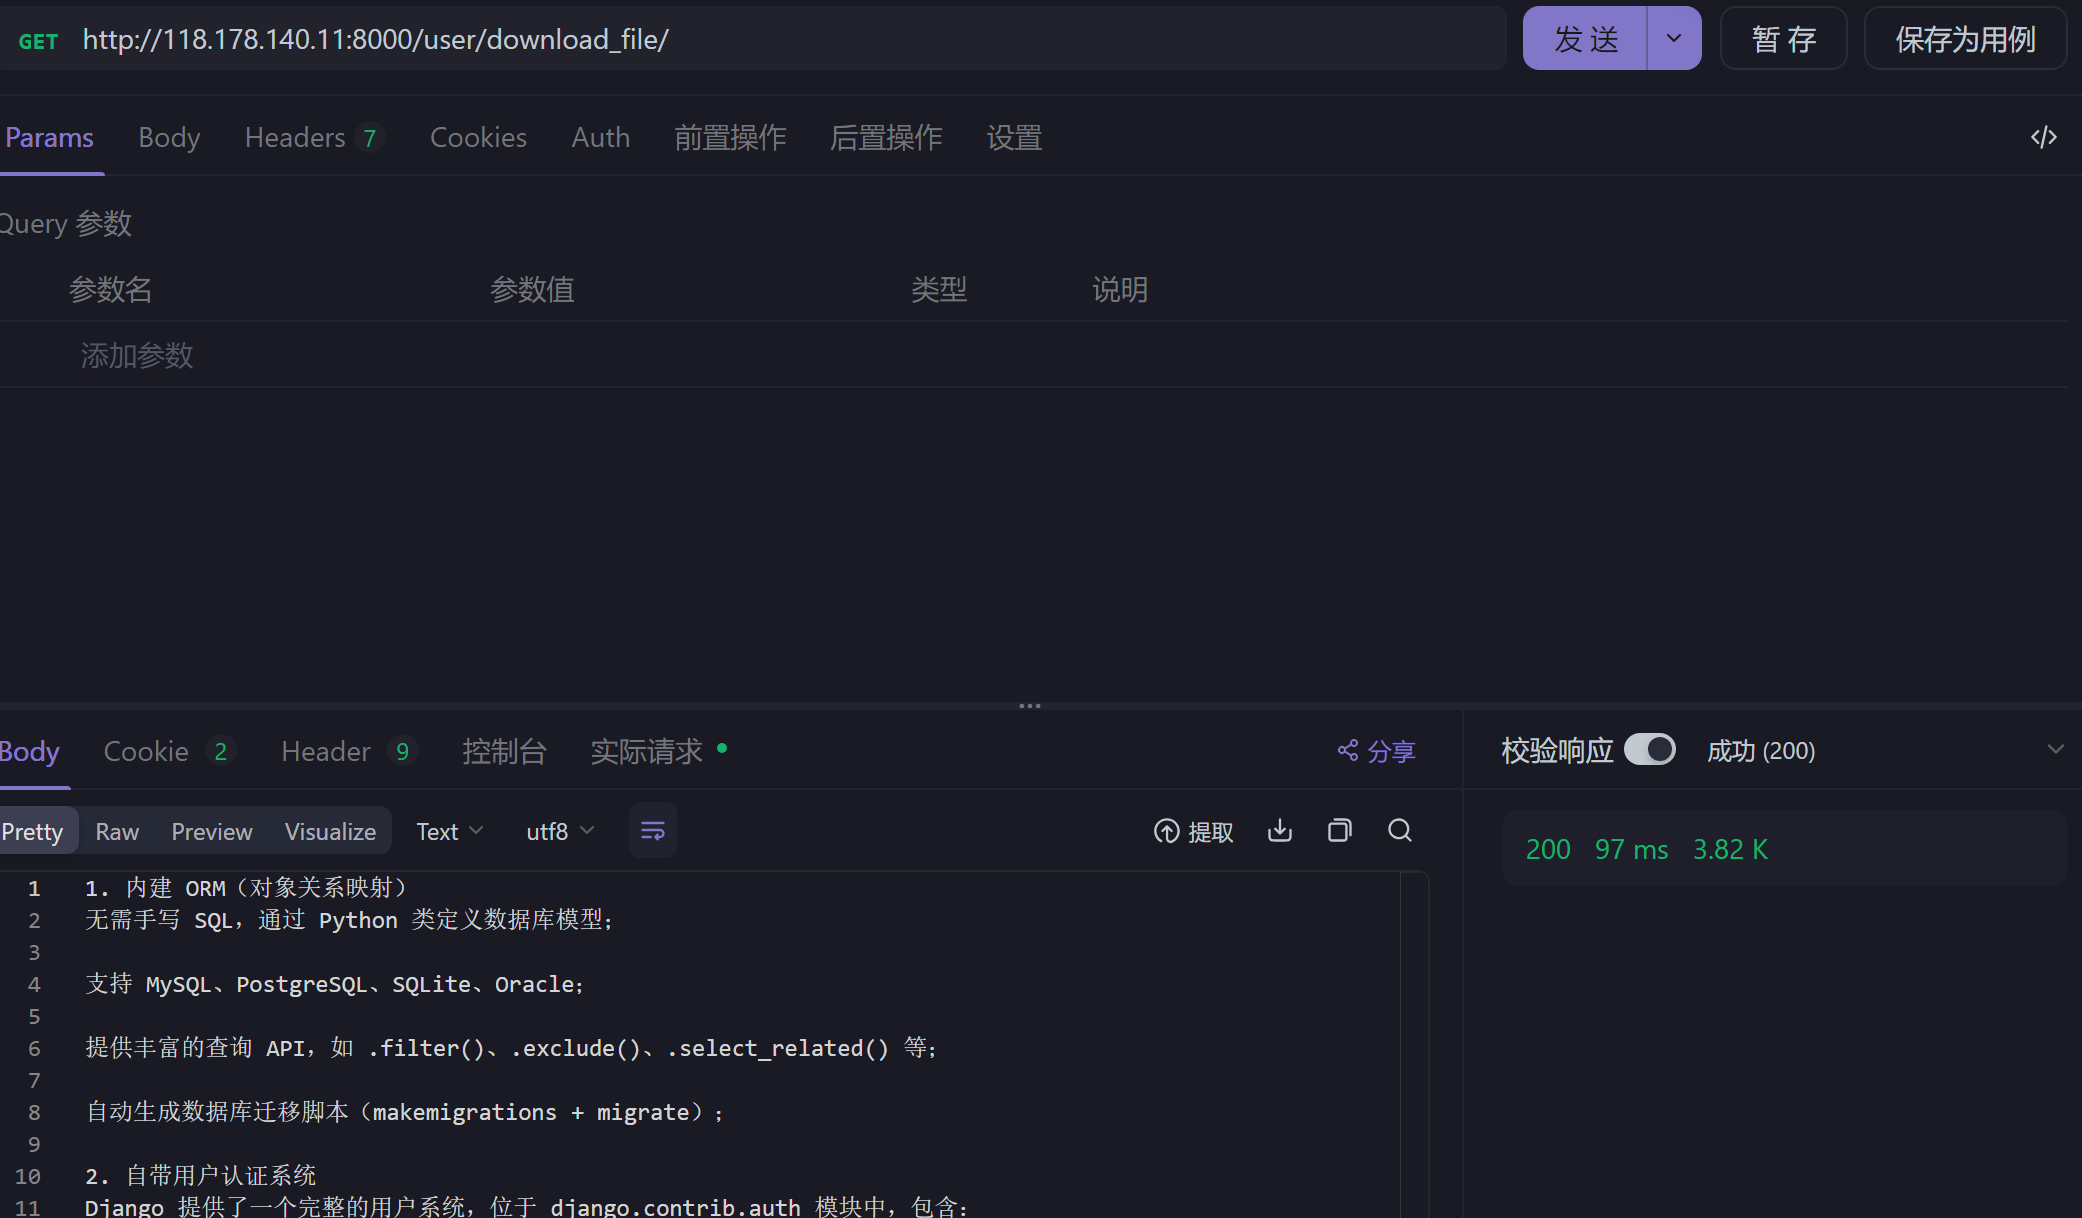 GET http://118.178.140.11:8000/user/download_file/ 发送 暂存 保存为用例
Params Body Headers 7 Cookies Auth 前置操作 后置操作 设置
Query 参数
参数名 参数值 类型 说明
添加参数
Body Cookie 2 Header 9 控制台 实际请求 分享 校验响应 成功 (200)
Pretty Raw Preview Visualize Text utf8 提取
200 97 ms 3.82 K
1 1. 内建 ORM（对象关系映射）
2 无需手写 SQL，通过 Python 类定义数据库模型；
3
4 支持 MySQL、PostgreSQL、SQLite、Oracle；
5
6 提供丰富的查询 API，如 .filter()、.exclude()、.select_related() 等；
7
8 自动生成数据库迁移脚本（makemigrations + migrate）；
9
10 2. 自带用户认证系统
11 Django 提供了一个完整的用户系统，位于 django.contrib.auth 模块中，包含：